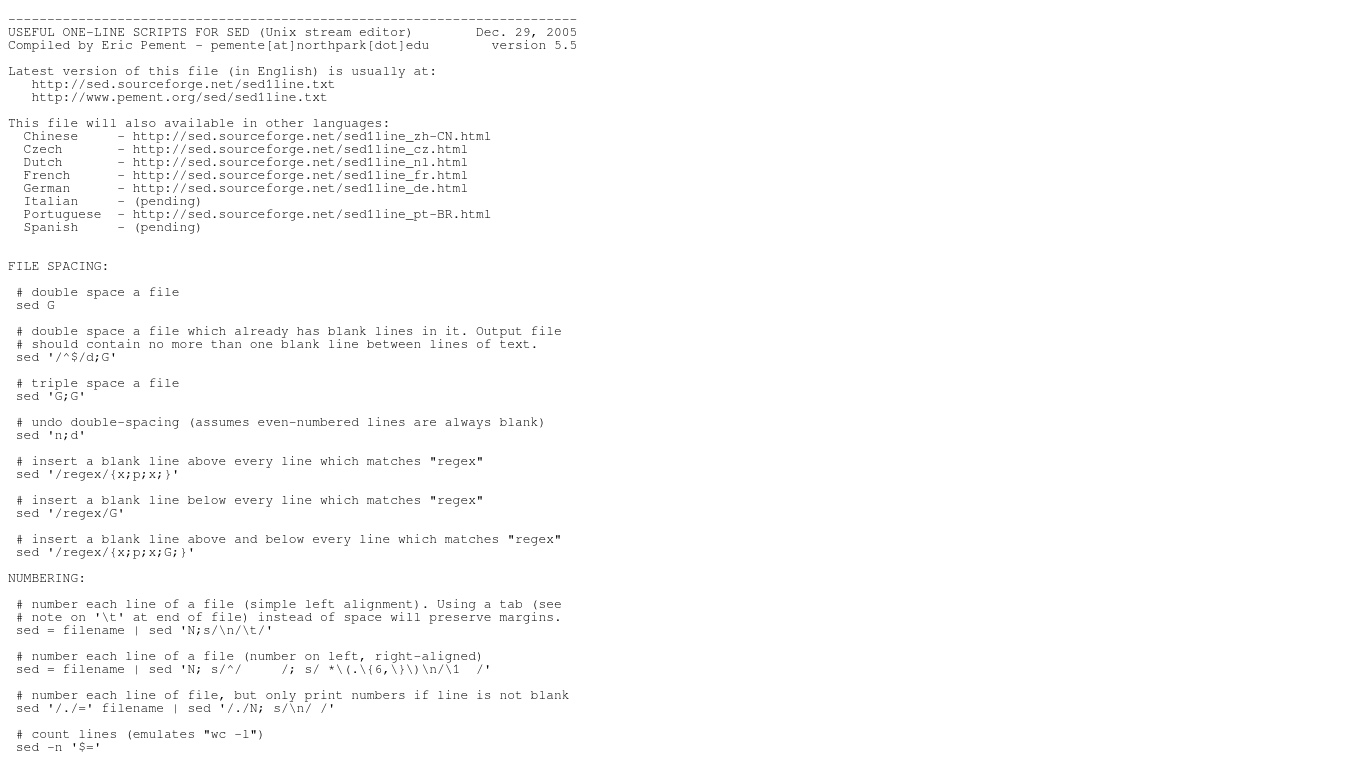 -------------------------------------------------------------------------
USEFUL ONE-LINE SCRIPTS FOR SED (Unix stream editor)        Dec. 29, 2005
Compiled by Eric Pement - pemente[at]northpark[dot]edu        version 5.5
Latest version of this file (in English) is usually at:
   http://sed.sourceforge.net/sed1line.txt
   http://www.pement.org/sed/sed1line.txt
This file will also available in other languages:
  Chinese     - http://sed.sourceforge.net/sed1line_zh-CN.html
  Czech       - http://sed.sourceforge.net/sed1line_cz.html
  Dutch       - http://sed.sourceforge.net/sed1line_nl.html
  French      - http://sed.sourceforge.net/sed1line_fr.html
  German      - http://sed.sourceforge.net/sed1line_de.html
  Italian     - (pending)
  Portuguese  - http://sed.sourceforge.net/sed1line_pt-BR.html
  Spanish     - (pending)
FILE SPACING:
 # double space a file
 sed G
 # double space a file which already has blank lines in it. Output file
 # should contain no more than one blank line between lines of text.
 sed '/^$/d;G'
 # triple space a file
 sed 'G;G'
 # undo double-spacing (assumes even-numbered lines are always blank)
 sed 'n;d'
 # insert a blank line above every line which matches "regex"
 sed '/regex/{x;p;x;}'
 # insert a blank line below every line which matches "regex"
 sed '/regex/G'
 # insert a blank line above and below every line which matches "regex"
 sed '/regex/{x;p;x;G;}'
NUMBERING:
 # number each line of a file (simple left alignment). Using a tab (see
 # note on '\t' at end of file) instead of space will preserve margins.
 sed = filename | sed 'N;s/\n/\t/'
 # number each line of a file (number on left, right-aligned)
 sed = filename | sed 'N; s/^/     /; s/ *\(.\{6,\}\)\n/\1  /'
 # number each line of file, but only print numbers if line is not blank
 sed '/./=' filename | sed '/./N; s/\n/ /'
 # count lines (emulates "wc -l")
 sed -n '$='